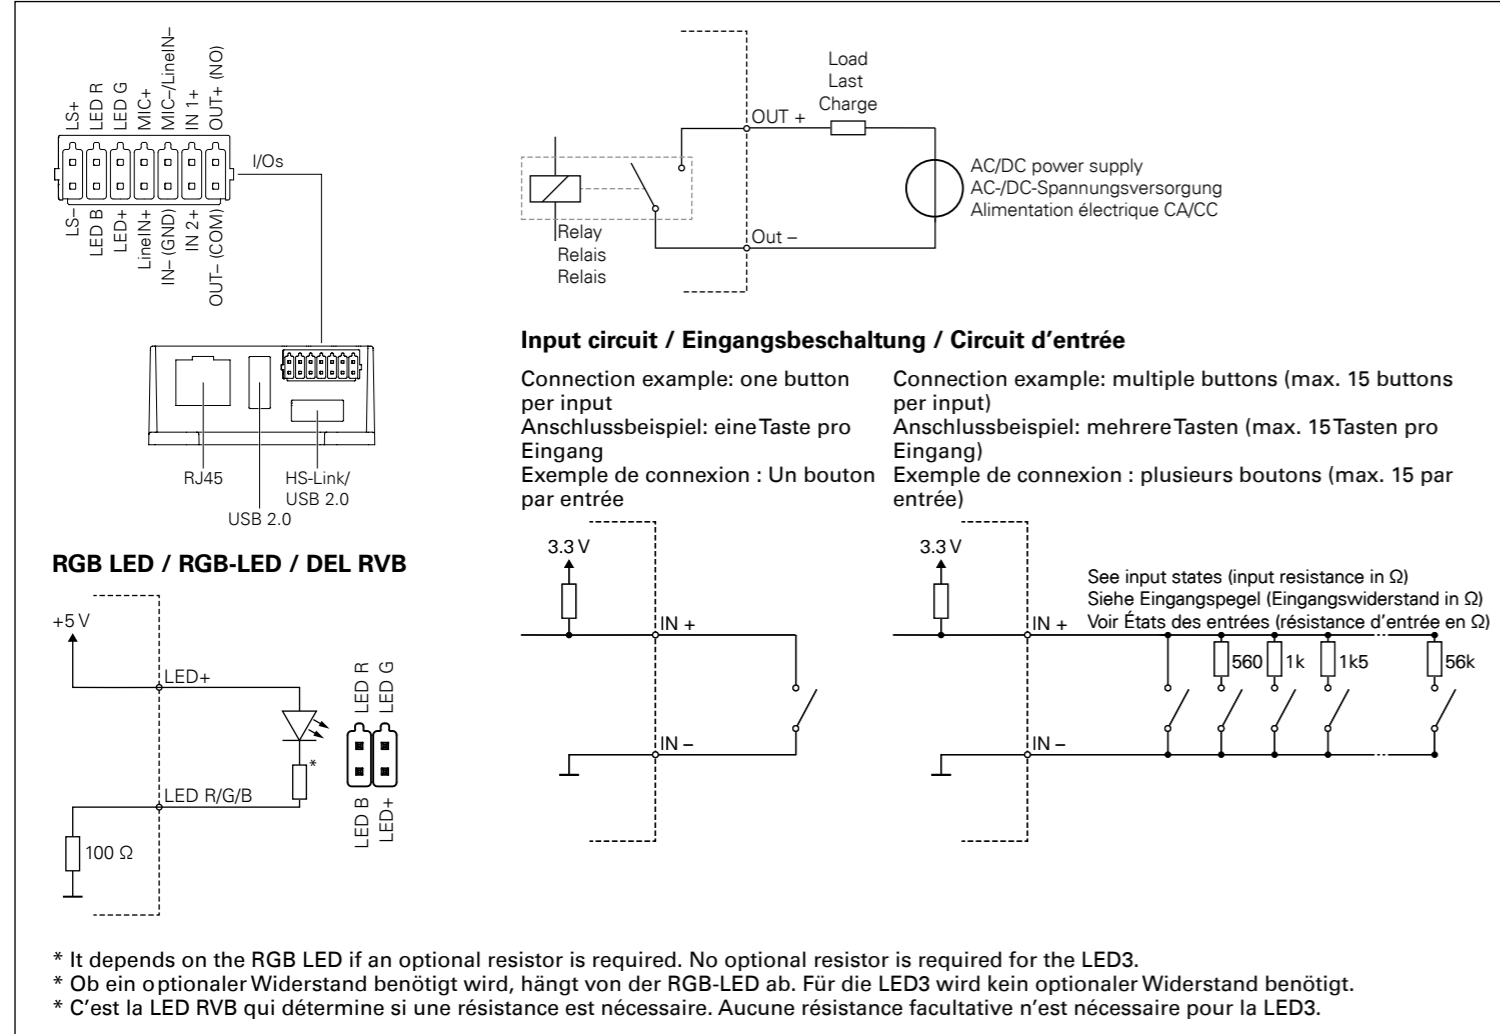 LS+
LED R
LED G
MIC+
MIC–/LineIN–
IN 1+
OUT+ (NO)
I/Os
LS–
LED B
LED+
LineIN+
IN– (GND)
IN 2+
OUT– (COM)
RJ45
HS-Link/
USB 2.0
USB 2.0
Load
Last
Charge
OUT +
AC/DC power supply
AC-/DC-Spannungsversorgung
Alimentation électrique CA/CC
Relay
Relais
Relais
Out –
Input circuit / Eingangsbeschaltung / Circuit d’entrée
Connection example: one button
per input
Anschlussbeispiel: eine Taste pro
Eingang
Exemple de connexion : Un bouton
par entrée
Connection example: multiple buttons (max. 15 buttons
per input)
Anschlussbeispiel: mehrere Tasten (max. 15 Tasten pro
Eingang)
Exemple de connexion : plusieurs boutons (max. 15 par
entrée)
3.3 V
IN +
IN –
3.3 V
IN +
See input states (input resistance in Ω)
Siehe Eingangspegel (Eingangswiderstand in Ω)
Voir États des entrées (résistance d’entrée en Ω)
560
1k
1k5
56k
IN –
RGB LED / RGB-LED / DEL RVB
+5 V
LED+
*
LED R/G/B
100 Ω
LED R
LED G
LED B
LED+
* It depends on the RGB LED if an optional resistor is required. No optional resistor is required for the LED3.
* Ob ein optionaler Widerstand benötigt wird, hängt von der RGB-LED ab. Für die LED3 wird kein optionaler Widerstand benötigt.
* C’est la LED RVB qui détermine si une résistance est nécessaire. Aucune résistance facultative n’est nécessaire pour la LED3.